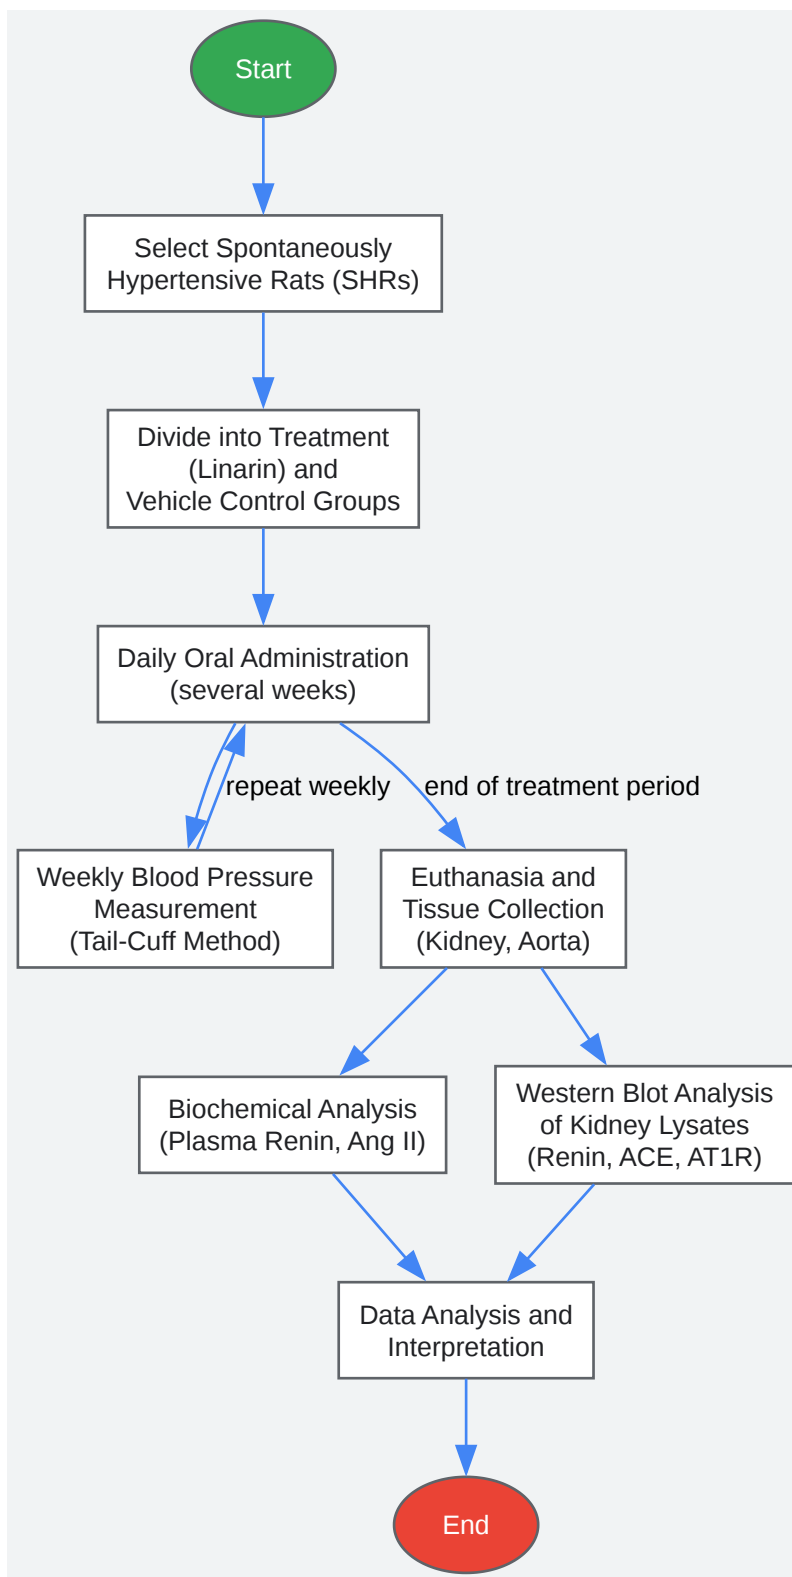 Start
Select Spontaneously
Hypertensive Rats (SHRs)
Divide into Treatment
(Linarin) and
Vehicle Control Groups
Daily Oral Administration
(several weeks)
repeat weekly
end of treatment period
Weekly Blood Pressure
Measurement
(Tail-Cuff Method)
Euthanasia and
Tissue Collection
(Kidney, Aorta)
Biochemical Analysis
(Plasma Renin, Ang II)
Western Blot Analysis
of Kidney Lysates
(Renin, ACE, AT1R)
Data Analysis and
Interpretation
End